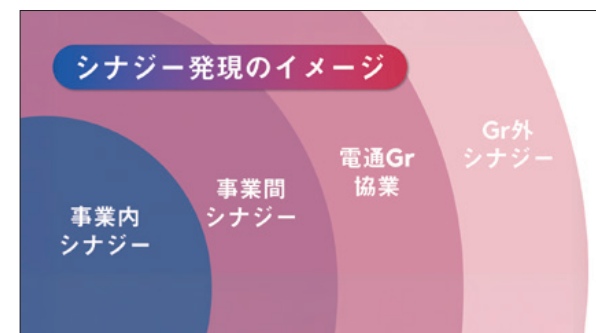 シナジー発現のイメージ
事業内
シナジー
事業間
シナジー
電通Gr
協業
Gr外
シナジー